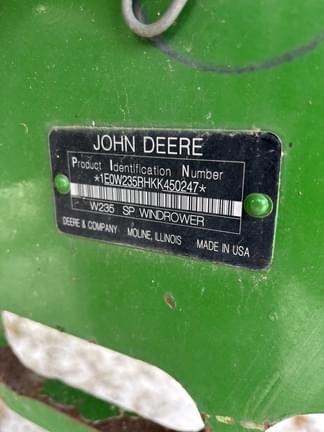 JOHN DEERE
Product Identification Number
*1E0W235RHKK450247*
W235 SP WINDROWER
DEERE & COMPANY MOLINE, ILLINOIS MADE IN USA